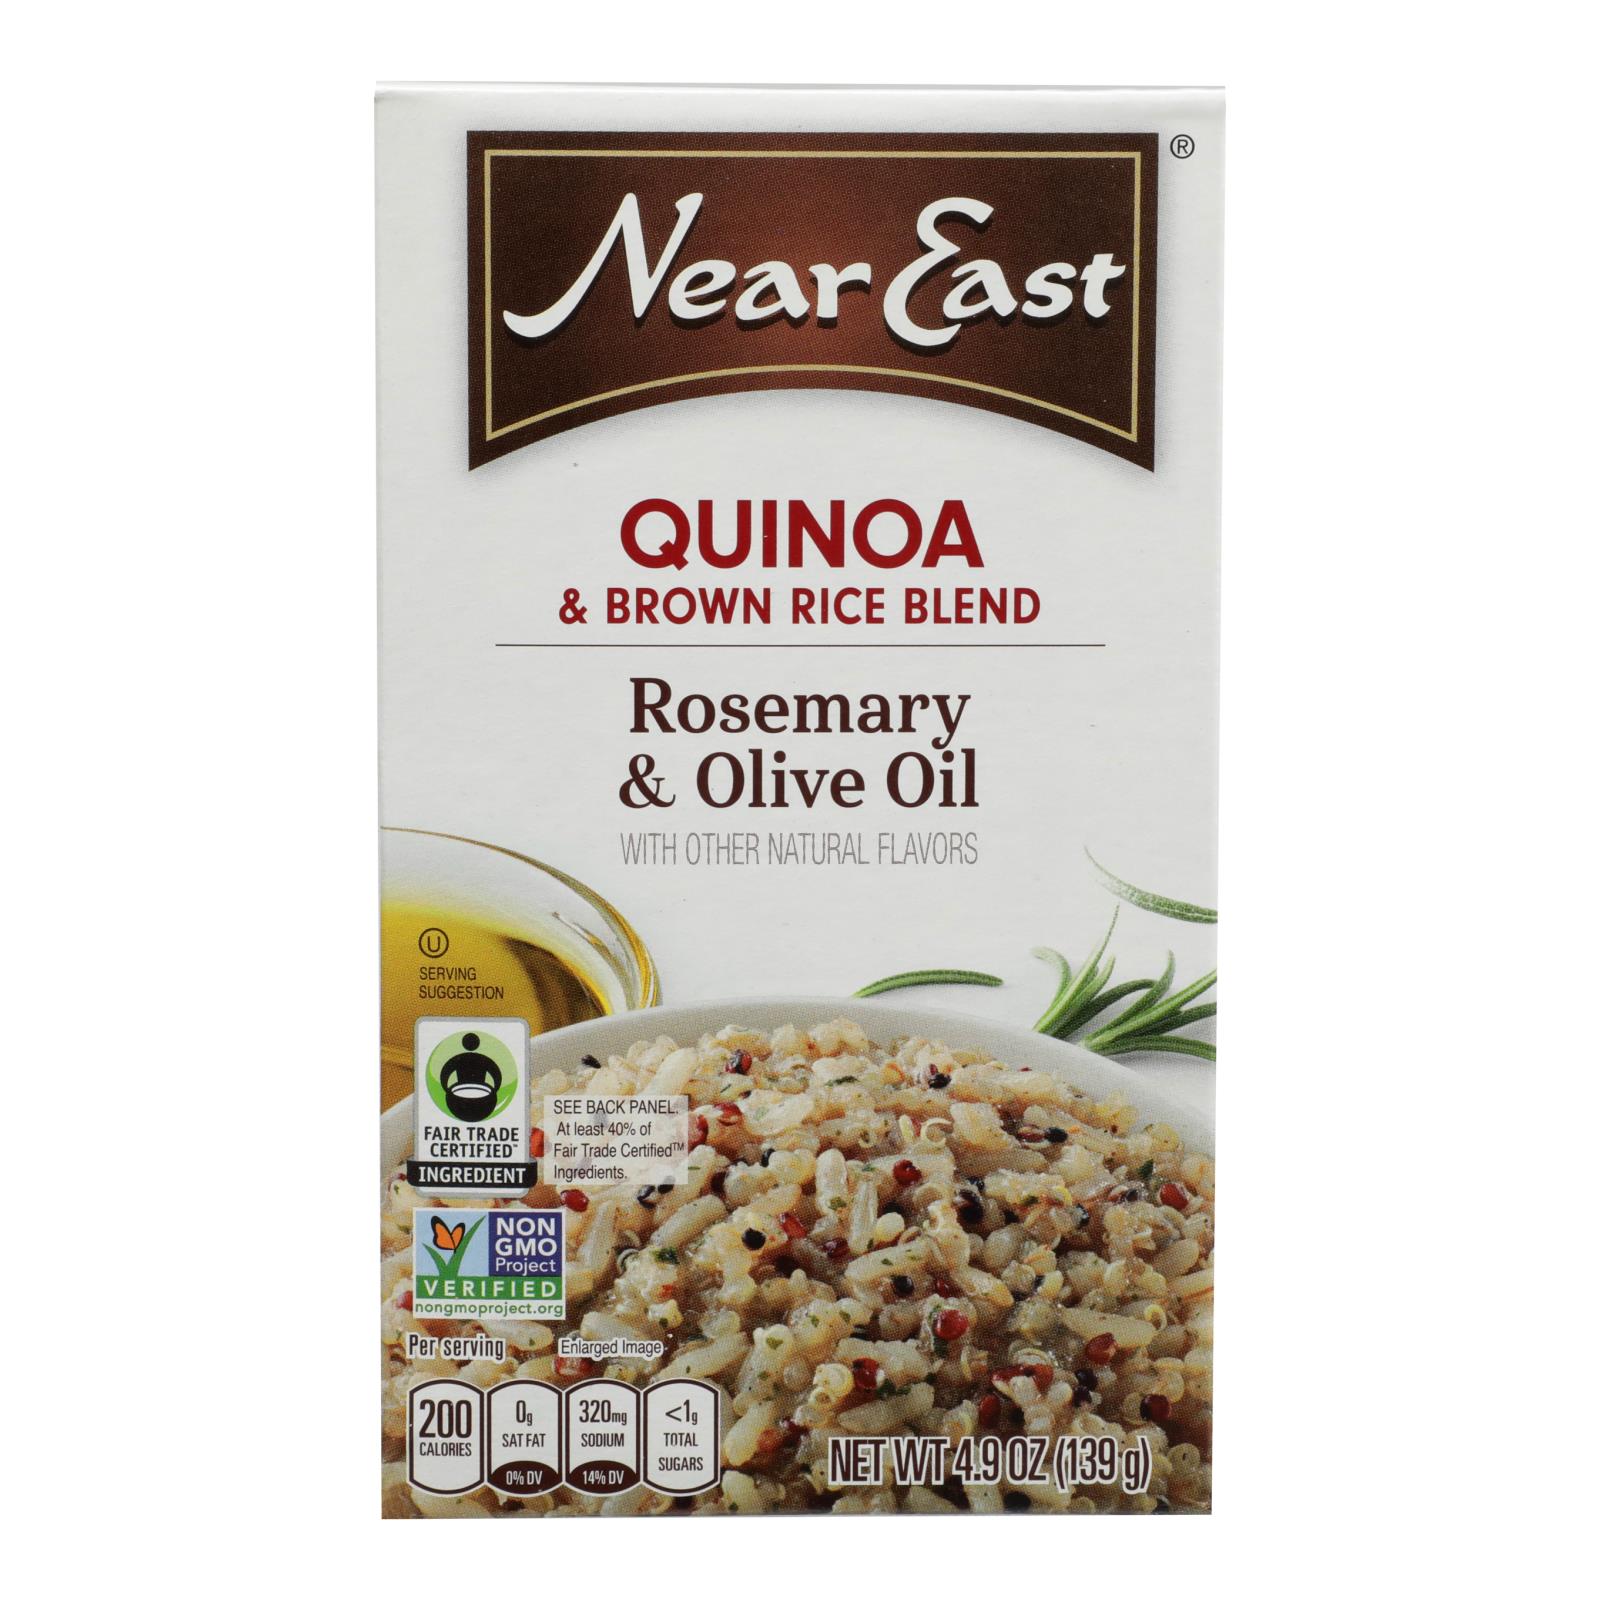 Near East
®
QUINOA
& BROWN RICE BLEND
Rosemary
& Olive Oil
WITH OTHER NATURAL FLAVORS
U
SERVING
SUGGESTION
FAIR TRADE
CERTIFIED™
INGREDIENT
SEE BACK PANEL.
At least 40% of
Fair Trade Certified™
Ingredients.
NON
GMO
Project
VERIFIED
nongmoproject.org
Per serving
Enlarged Image
200
CALORIES
0g
SAT FAT
0% DV
320mg
SODIUM
14% DV
<1g
TOTAL
SUGARS
NET WT 4.9 OZ (139 g)